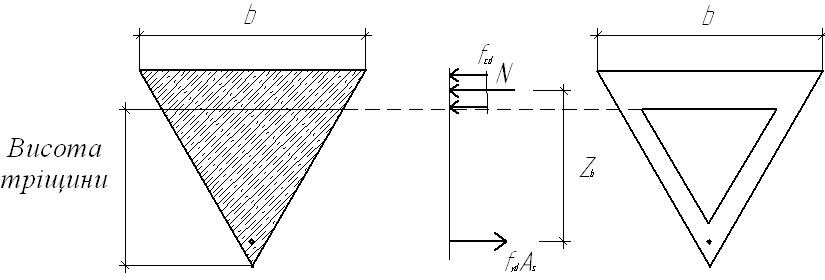 b
b
f_cd
N
Висота
тріщини
Z_b
f_yd A_s